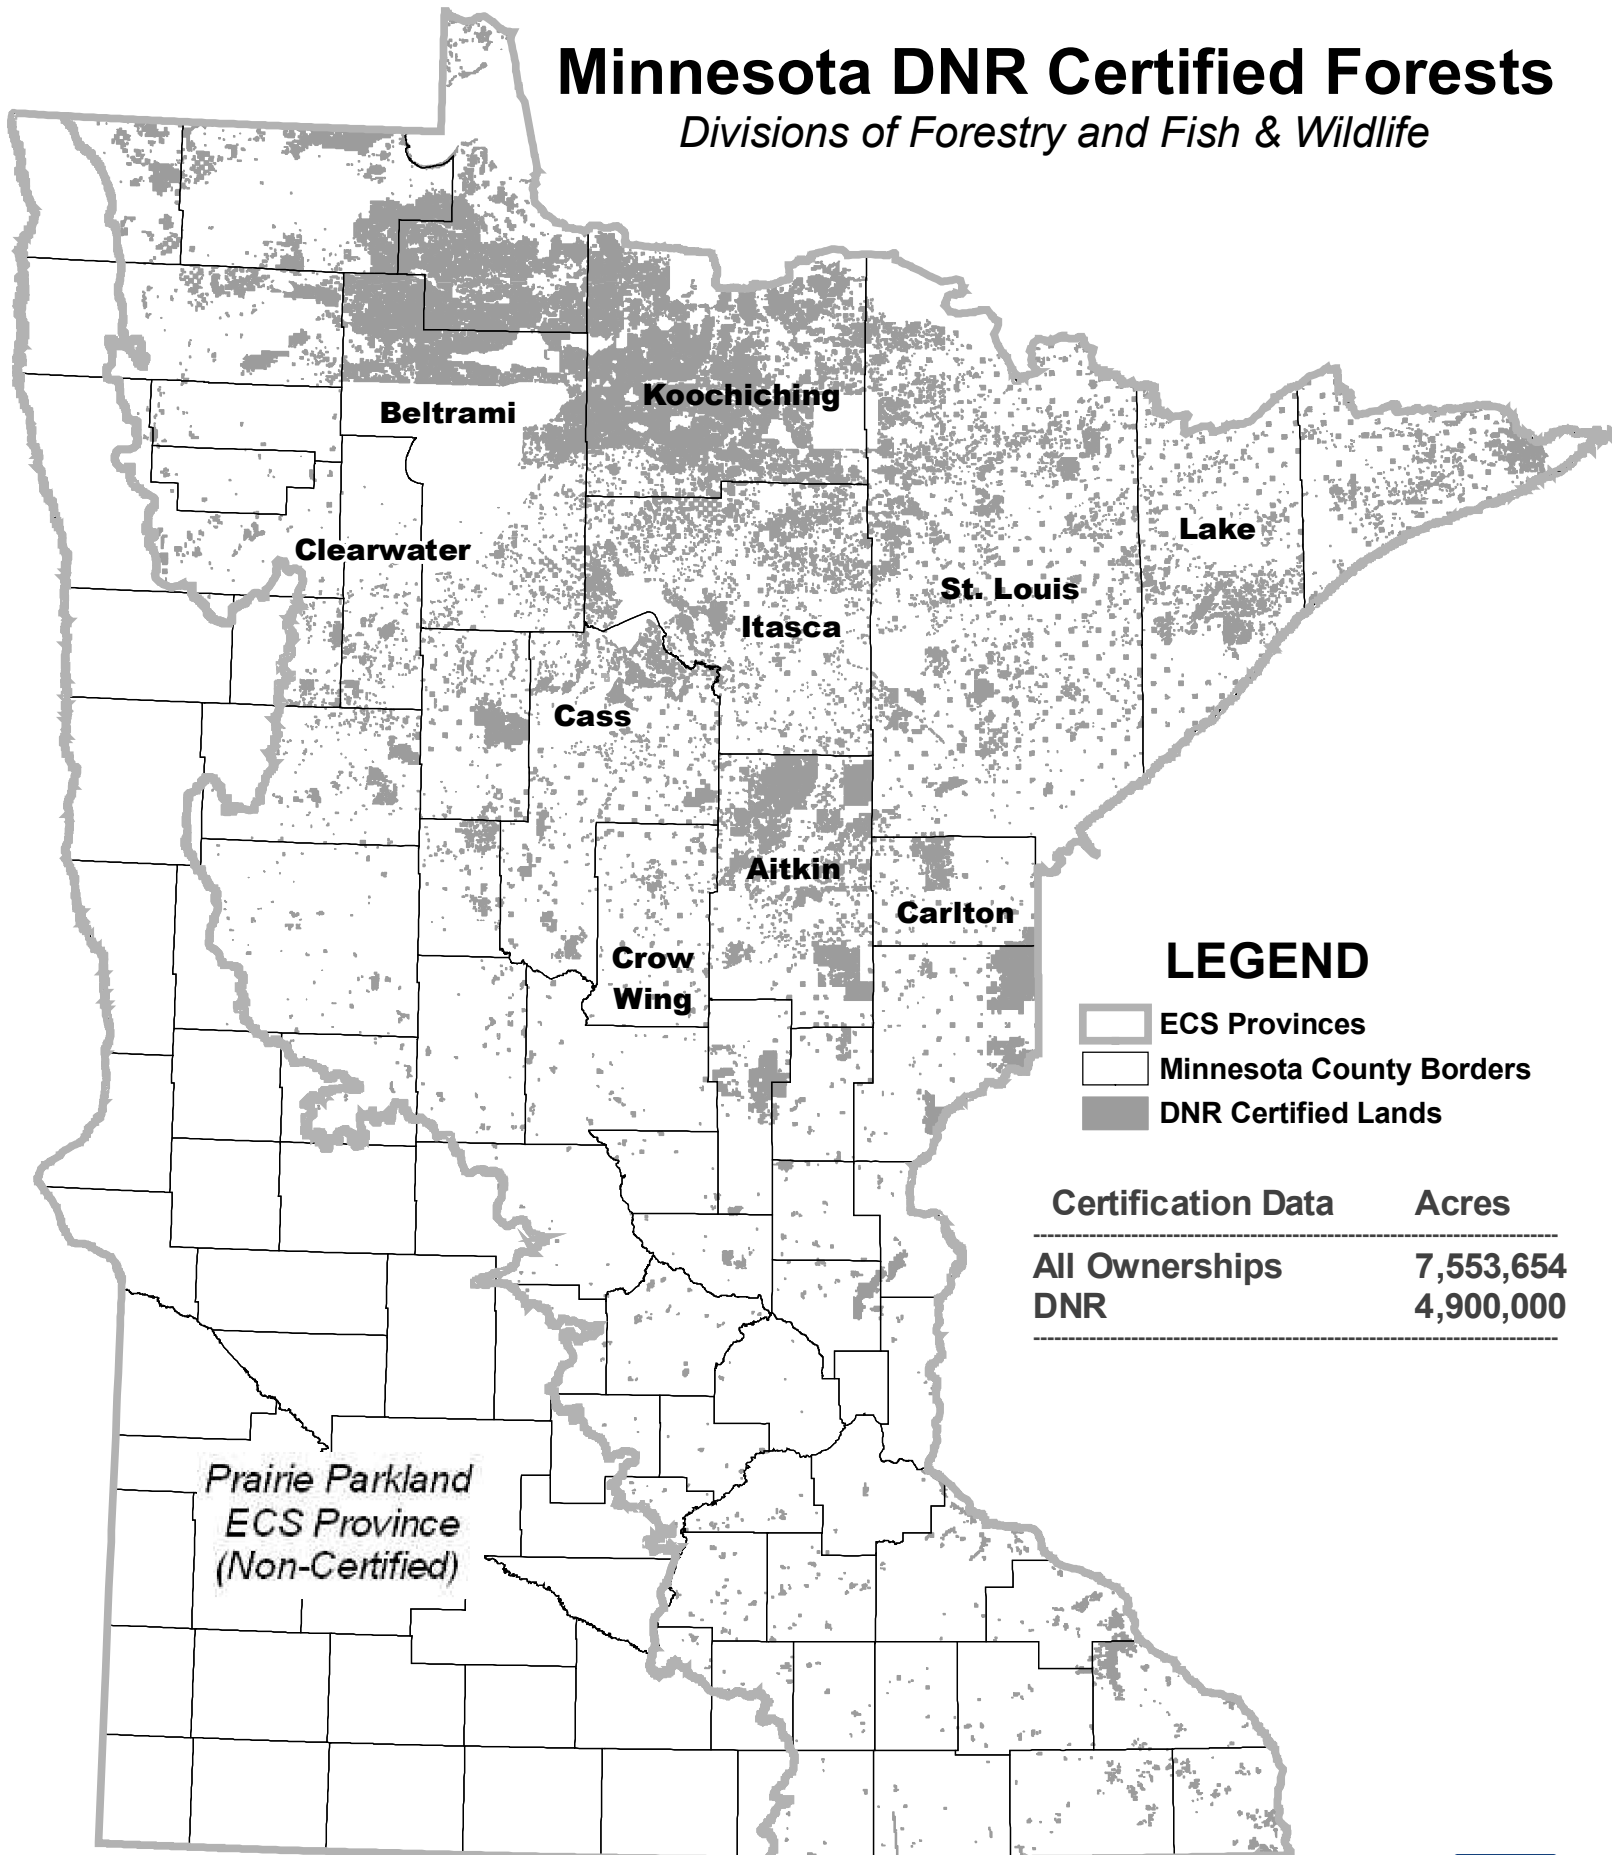 Minnesota DNR Certified Forests
Divisions of Forestry and Fish & Wildlife
Koochiching
Beltrami
Lake
Clearwater
St. Louis
Itasca
Cass
Aitkin
Carlton
Crow
Wing
LEGEND
ECS Provinces
Minnesota County Borders
DNR Certified Lands
Certification Data Acres
All Ownerships 7,553,654
DNR 4,900,000
Prairie Parkland
ECS Province
(Non-Certified)